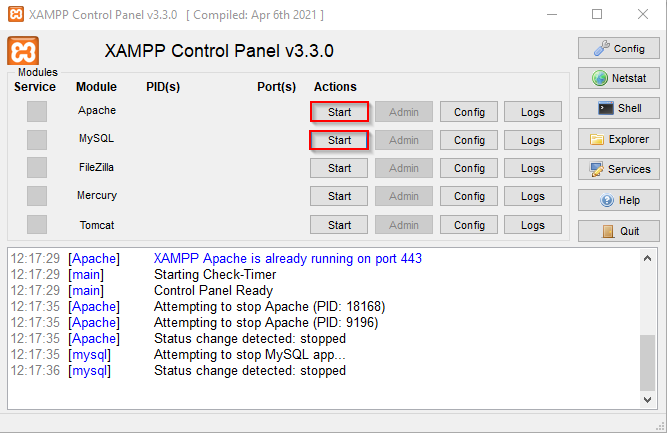 XAMPP Control Panel v3.3.0 [ Compiled: Apr 6th 2021 ]
XAMPP Control Panel v3.3.0
Config
Modules
Service Module PID(s) Port(s) Actions
Netstat
Apache Start Admin Config Logs
Shell
MySQL Start Admin Config Logs
Explorer
FileZilla Start Admin Config Logs
Services
Mercury Start Admin Config Logs
Help
Tomcat Start Admin Config Logs
Quit
12:17:29 [Apache] XAMPP Apache is already running on port 443
12:17:29 [main] Starting Check-Timer
12:17:29 [main] Control Panel Ready
12:17:35 [Apache] Attempting to stop Apache (PID: 18168)
12:17:35 [Apache] Attempting to stop Apache (PID: 9196)
12:17:35 [Apache] Status change detected: stopped
12:17:35 [mysql] Attempting to stop MySQL app...
12:17:36 [mysql] Status change detected: stopped